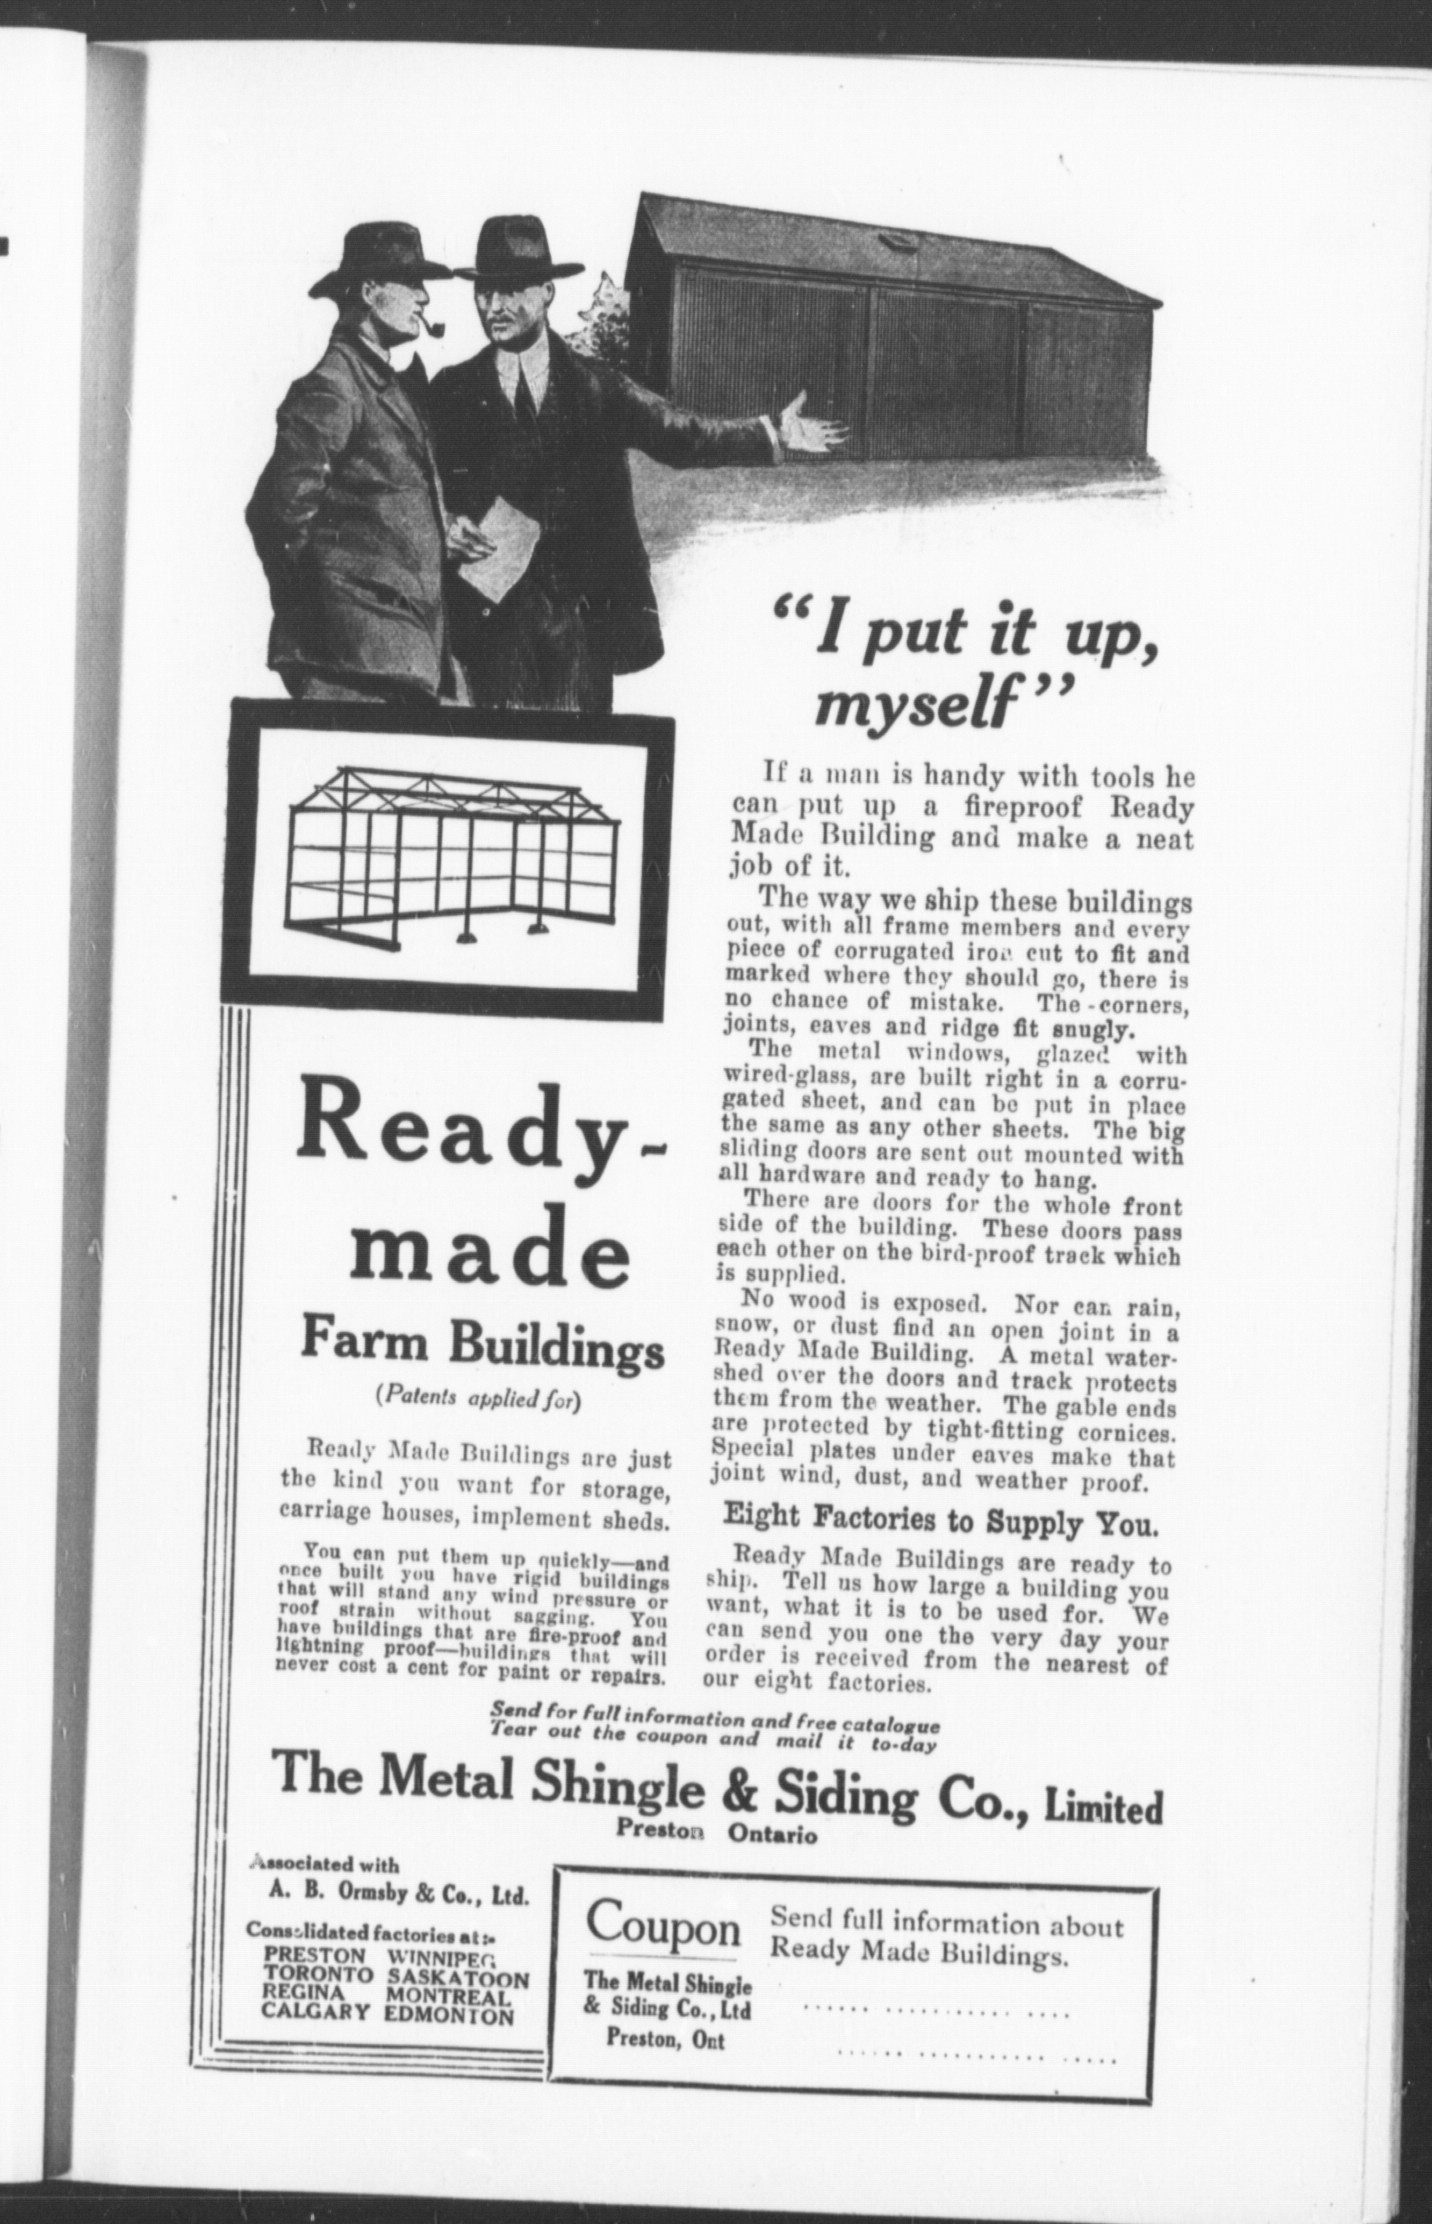 “I put it up,
myself”
If a man is handy with tools he
can put up a fireproof Ready
Made Building and make a neat
job of it.
The way we ship these buildings
out, with all frame members and every
piece of corrugated iron cut to fit and
marked where they should go, there is
no chance of mistake. The corners,
joints, eaves and ridge fit snugly.
The metal windows, glazed with
wired-glass, are built right in a corru-
gated sheet, and can be put in place
the same as any other sheets. The big
sliding doors are sent out mounted with
all hardware and ready to hang.
There are doors for the whole front
side of the building. These doors pass
each other on the bird-proof track which
is supplied.
No wood is exposed. Nor can rain,
snow, or dust find an open joint in a
Ready Made Building. A metal water-
shed over the doors and track protects
them from the weather. The gable ends
are protected by tight-fitting cornices.
Special plates under eaves make that
joint wind, dust, and weather proof.
Eight Factories to Supply You.
Ready Made Buildings are ready to
ship. Tell us how large a building you
want, what it is to be used for. We
can send you one the very day your
order is received from the nearest of
our eight factories.
Ready-
made
Farm Buildings
(Patents applied for)
Ready Made Buildings are just
the kind you want for storage,
carriage houses, implement sheds.
You can put them up quickly—and
once built you have rigid buildings
that will stand any wind pressure or
roof strain without sagging. You
have buildings that are fire-proof and
lightning proof—buildings that will
never cost a cent for paint or repairs.
Send for full information and free catalogue
Tear out the coupon and mail it to-day
The Metal Shingle & Siding Co., Limited
Preston Ontario
Associated with
A. B. Ormsby & Co., Ltd.
Consolidated factories at:-
PRESTON WINNIPEG
TORONTO SASKATOON
REGINA MONTREAL
CALGARY EDMONTON
Coupon
The Metal Shingle
& Siding Co., Ltd
Preston, Ont
Send full information about
Ready Made Buildings.